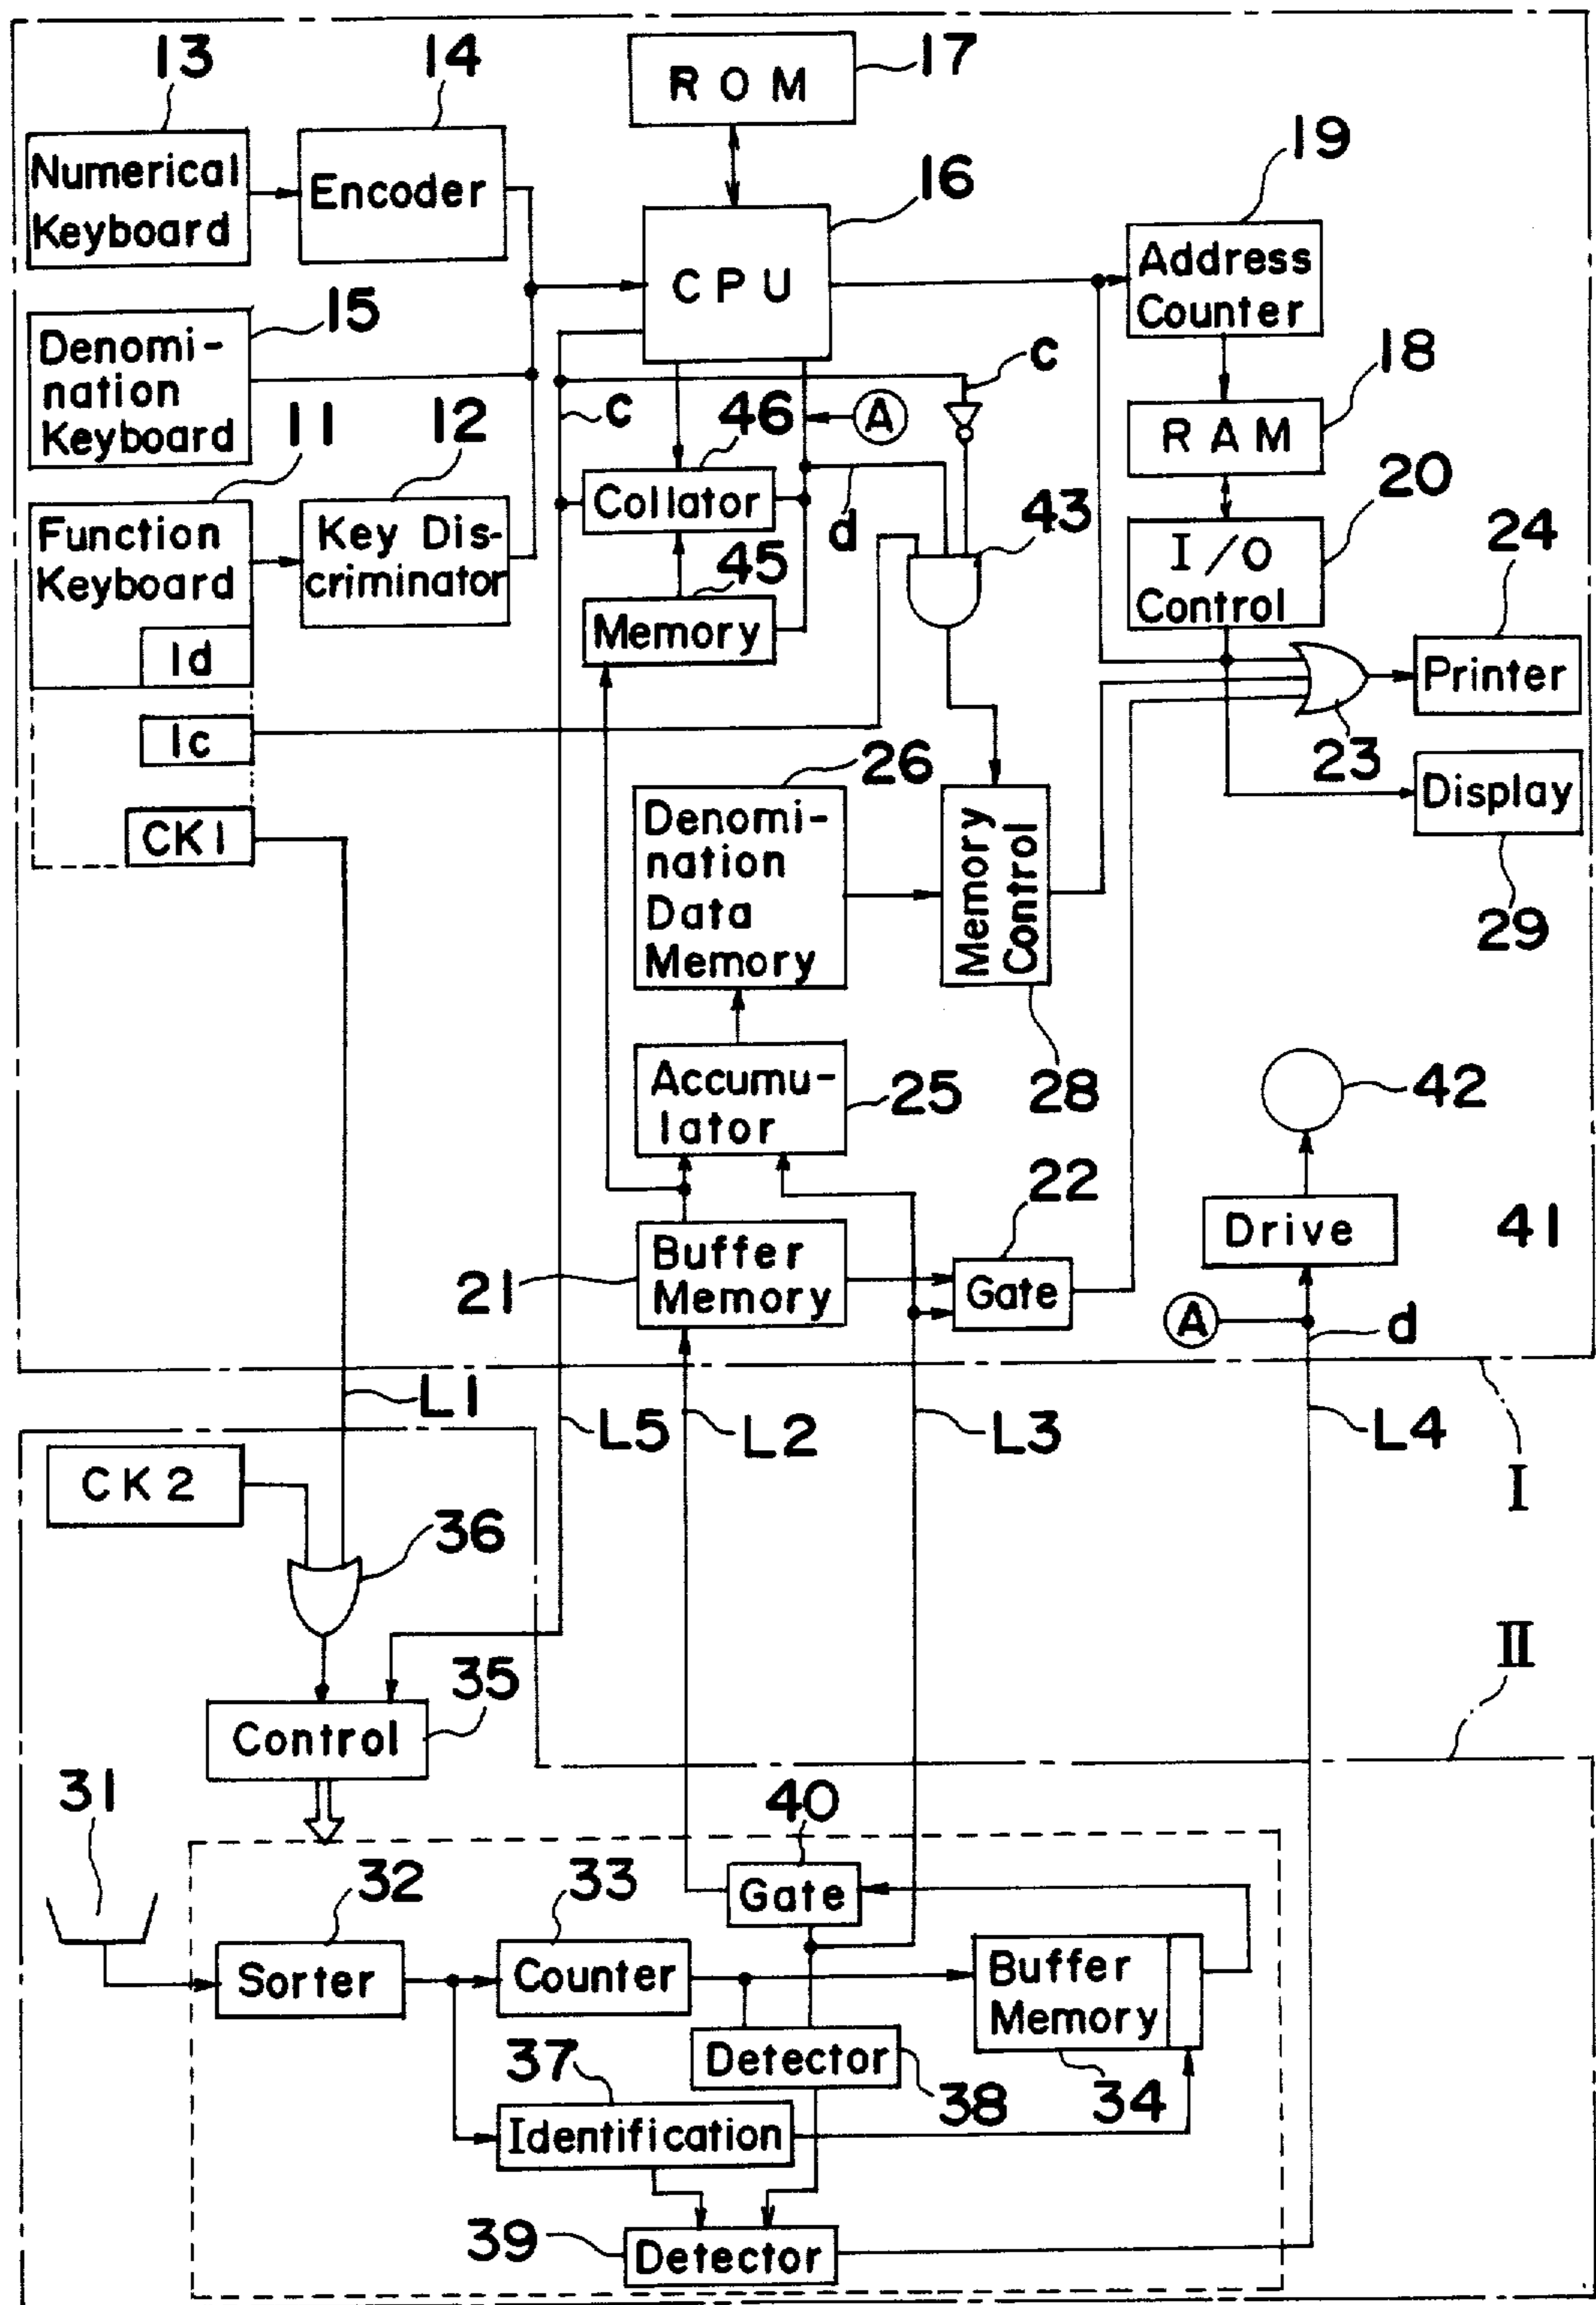 13
14
ROM
17
19
Numerical
Keyboard
Encoder
16
CPU
Address
Counter
15
Denomi-
nation
Keyboard
c
18
RAM
11
12
c
46
A
Collator
d
43
20
Function
Keyboard
Key Dis-
criminator
45
I/O
Control
24
Memory
1d
Printer
1c
26
23
CK1
Denomi-
nation
Data
Memory
Memory
Control
Display
29
Accumu-
lator
25
28
42
22
Drive
41
21
Buffer
Memory
Gate
A
d
L1
L5
L2
L3
L4
I
CK2
36
II
35
Control
31
40
32
33
Gate
Sorter
Counter
Buffer
Memory
37
Detector
38
34
Identification
39
Detector